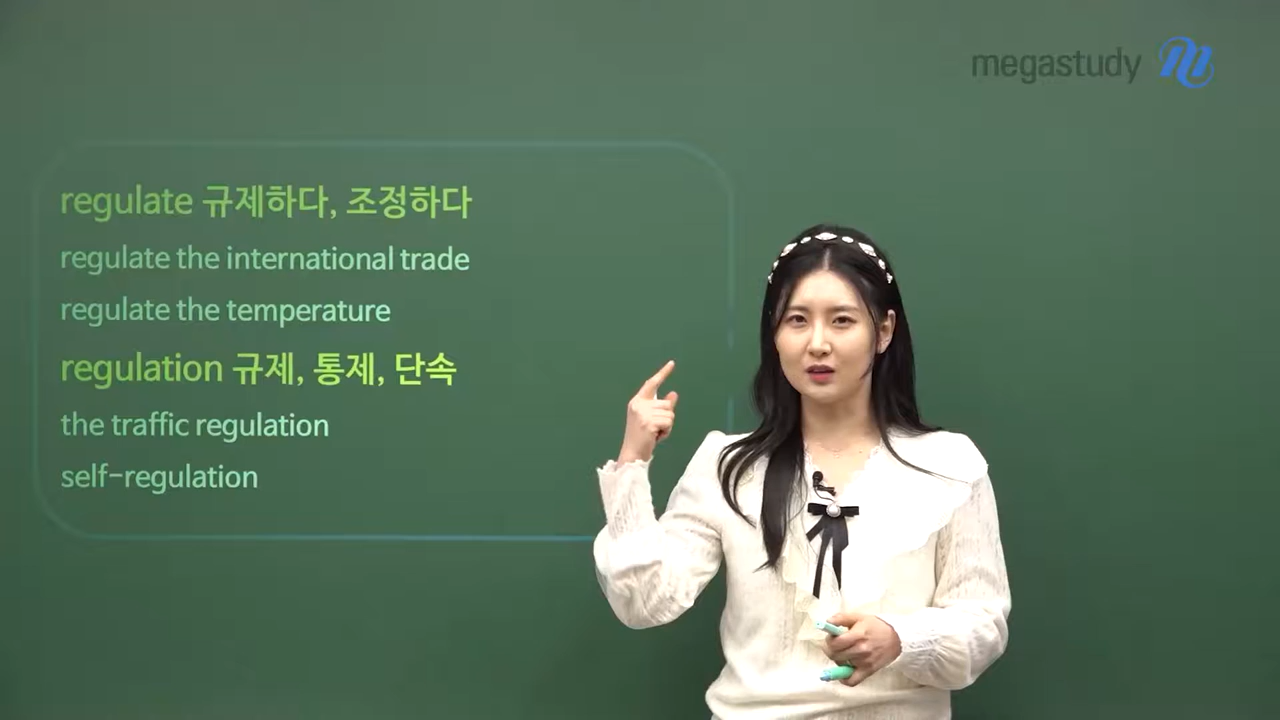 megastudy
regulate 규제하다, 조정하다
regulate the international trade
regulate the temperature
regulation 규제, 통제, 단속
the traffic regulation
self-regulation